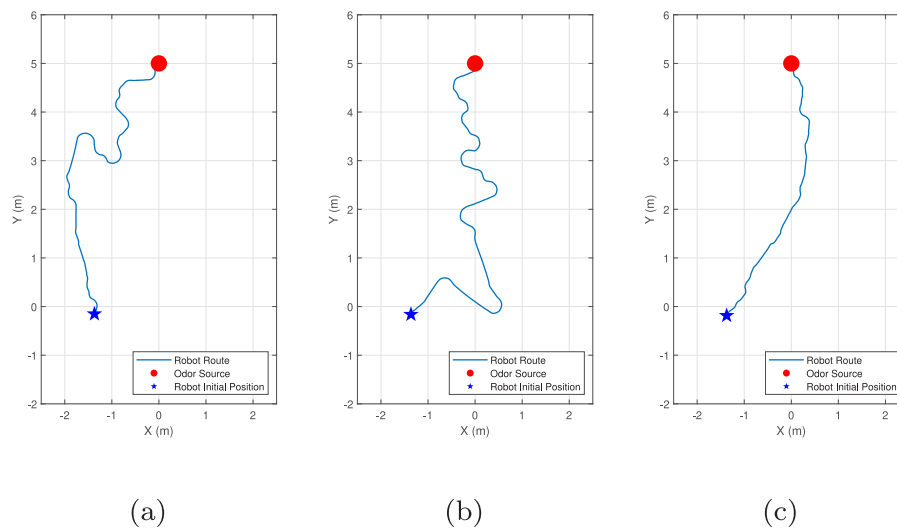 6
5
4
3
2
1
0
-1
-2
Y (m)
-2 -1 0 1 2
X (m)
Robot Route
Odor Source
Robot Initial Position
(a)
6
5
4
3
2
1
0
-1
-2
Y (m)
-2 -1 0 1 2
X (m)
Robot Route
Odor Source
Robot Initial Position
(b)
6
5
4
3
2
1
0
-1
-2
Y (m)
-2 -1 0 1 2
X (m)
Robot Route
Odor Source
Robot Initial Position
(c)